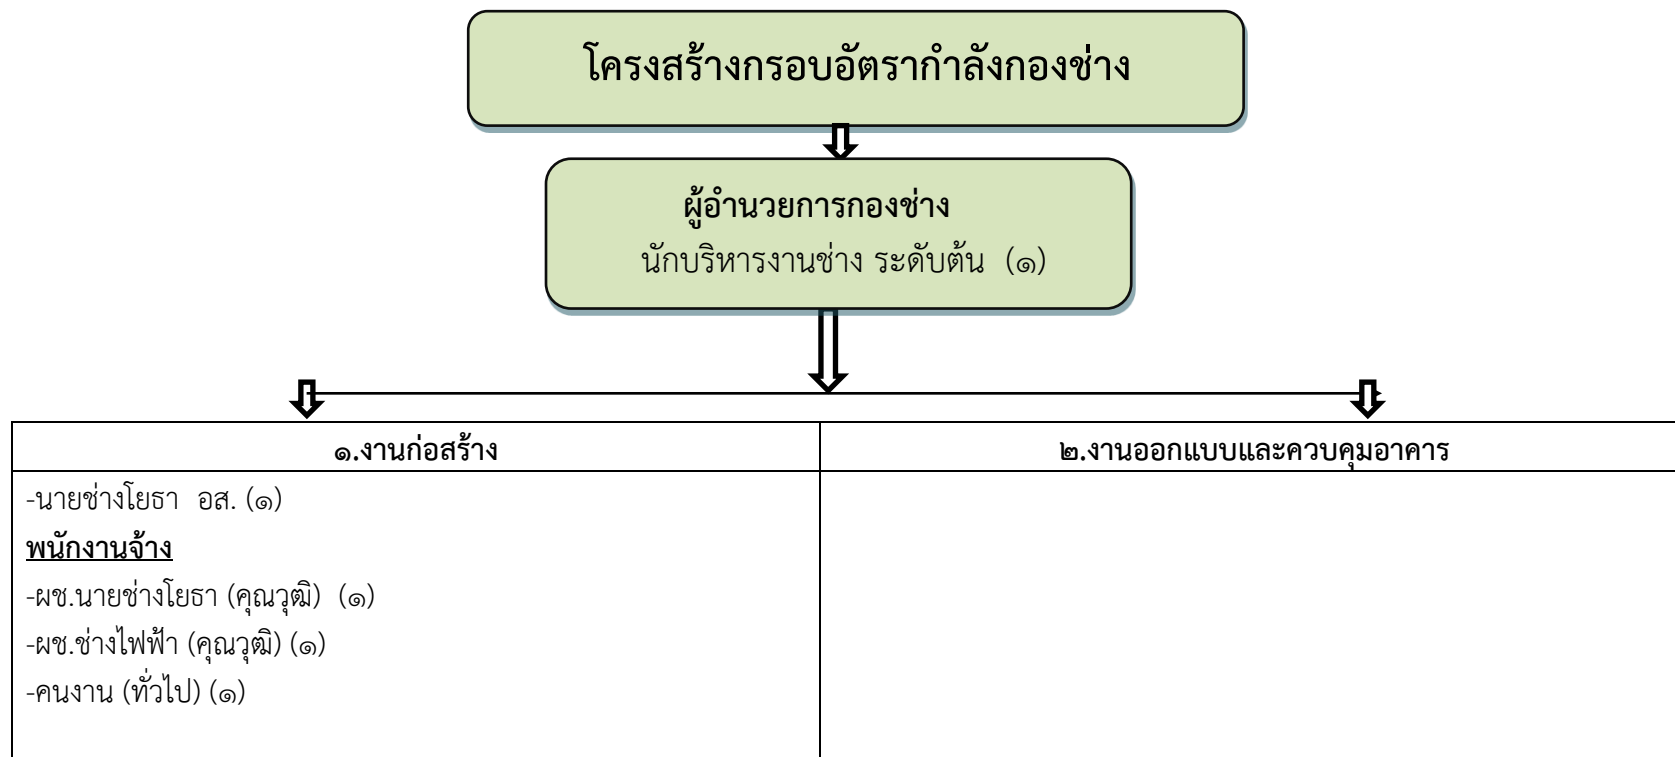 โครงสร้างกรอบอัตรากำลังกองช่าง
ผู้อำนวยการกองช่าง
นักบริหารงานช่าง ระดับต้น (๑)
๑.งานก่อสร้าง
๒.งานออกแบบและควบคุมอาคาร
-นายช่างโยธา อส. (๑)
พนักงานจ้าง
-ผช.นายช่างโยธา (คุณวุฒิ) (๑)
-ผช.ช่างไฟฟ้า (คุณวุฒิ) (๑)
-คนงาน (ทั่วไป) (๑)